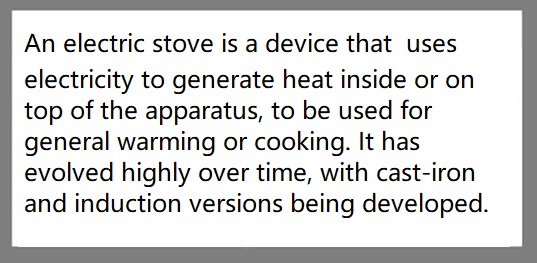 An electric stove is a device that  uses
electricity to generate heat inside or on
top of the apparatus, to be used for
general warming or cooking. It has
evolved highly over time, with cast-iron
and induction versions being developed.